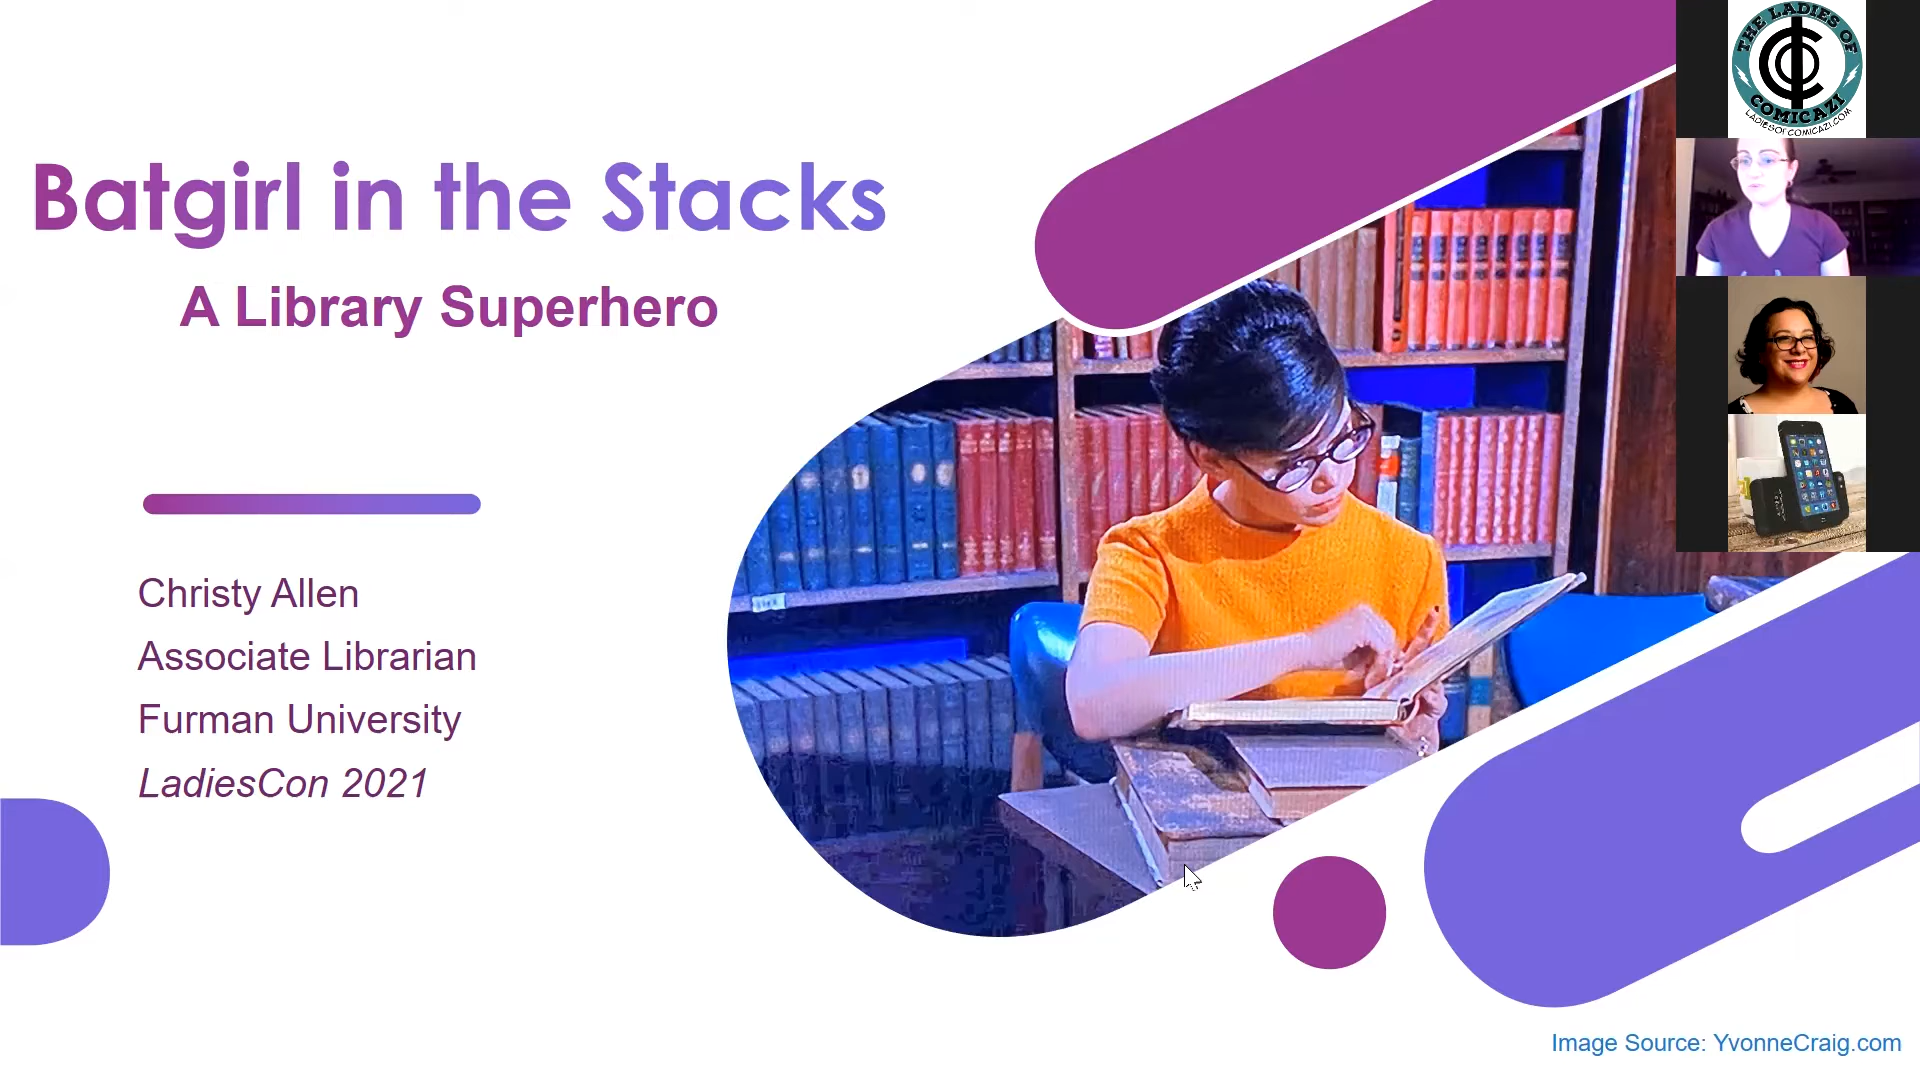 Batgirl in the Stacks
A Library Superhero
Christy Allen
Associate Librarian
Furman University
LadiesCon 2021
THE LADIES OF
COMICAZI
LADIESOFCOMICAZI.COM
Image Source: YvonneCraig.com